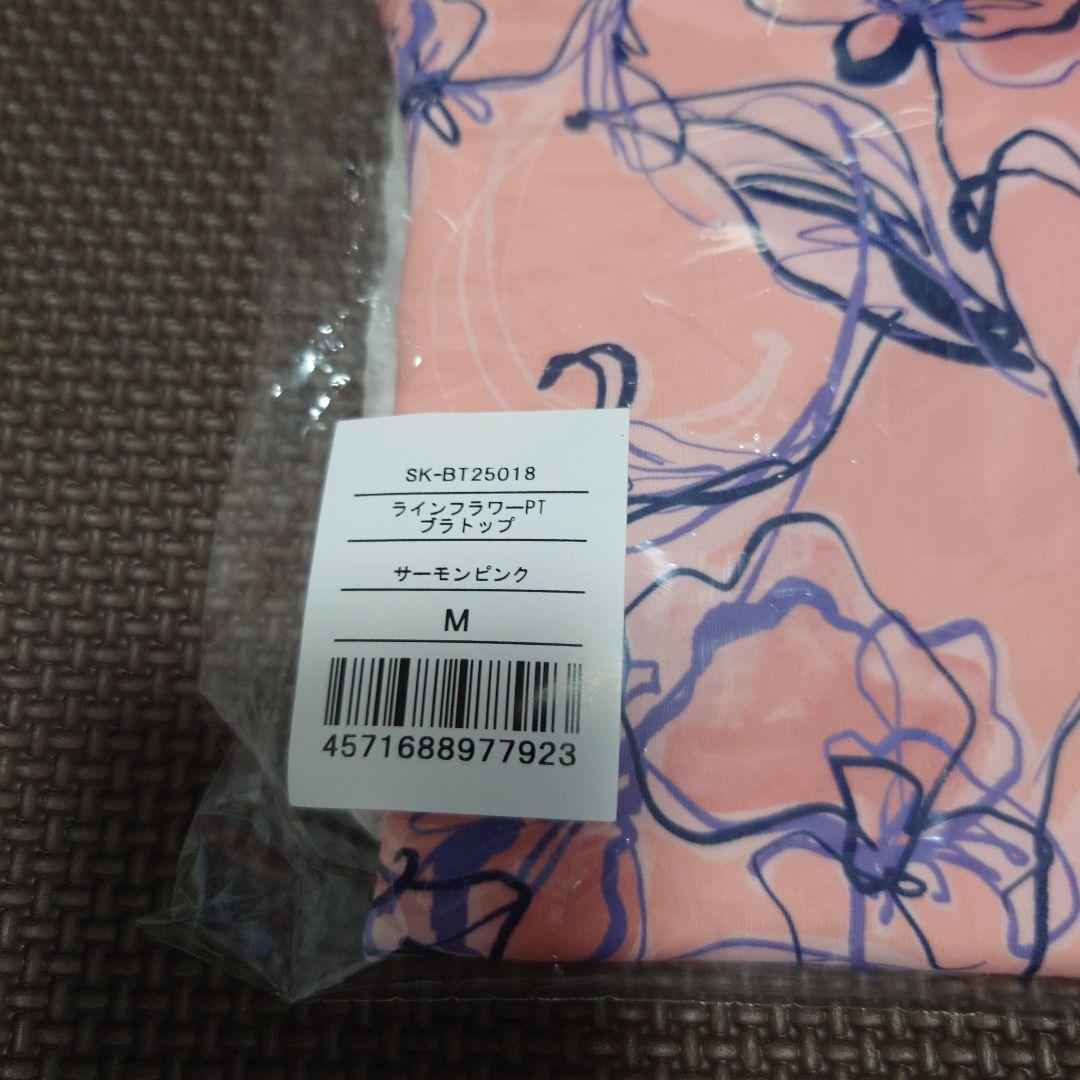 SK-BT25018
ラインフラワーPT
ブラトップ
サーモンピンク
M
4571688977923